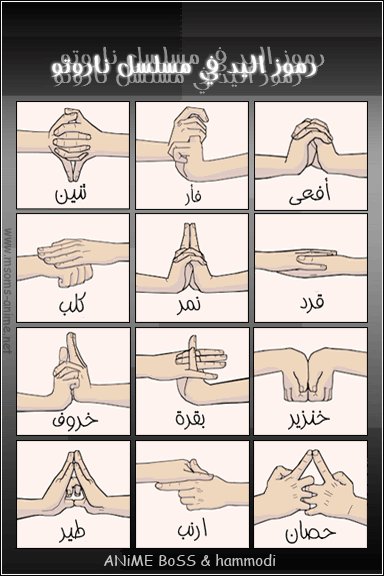 رموز اليد في مسلسل ناروتو
أفعى
فأر
تنين
قرد
نمر
كلب
خنزير
بقرة
خروف
حصان
ارنب
طير
www.msoms-anime.net
ANiME BoSS & hammodi